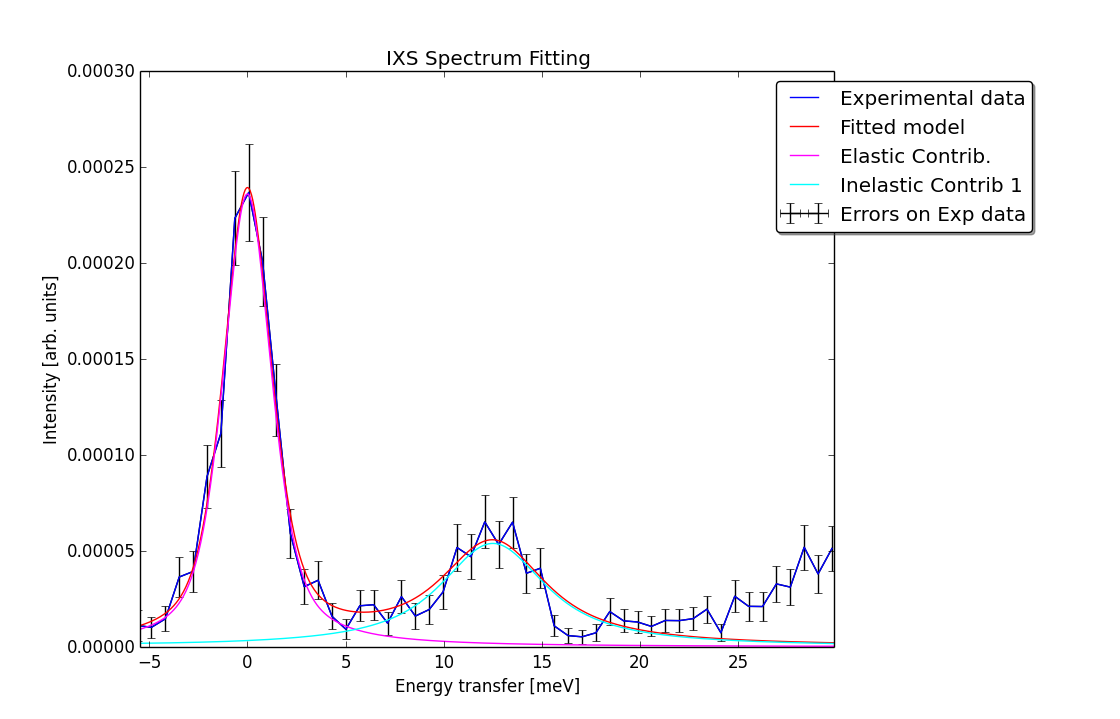 IXS Spectrum Fitting
0.00030
0.00025
0.00020
0.00015
0.00010
0.00005
0.00000
Intensity [arb. units]
−5 0 5 10 15 20 25
Energy transfer [meV]
Experimental data
Fitted model
Elastic Contrib.
Inelastic Contrib 1
Errors on Exp data